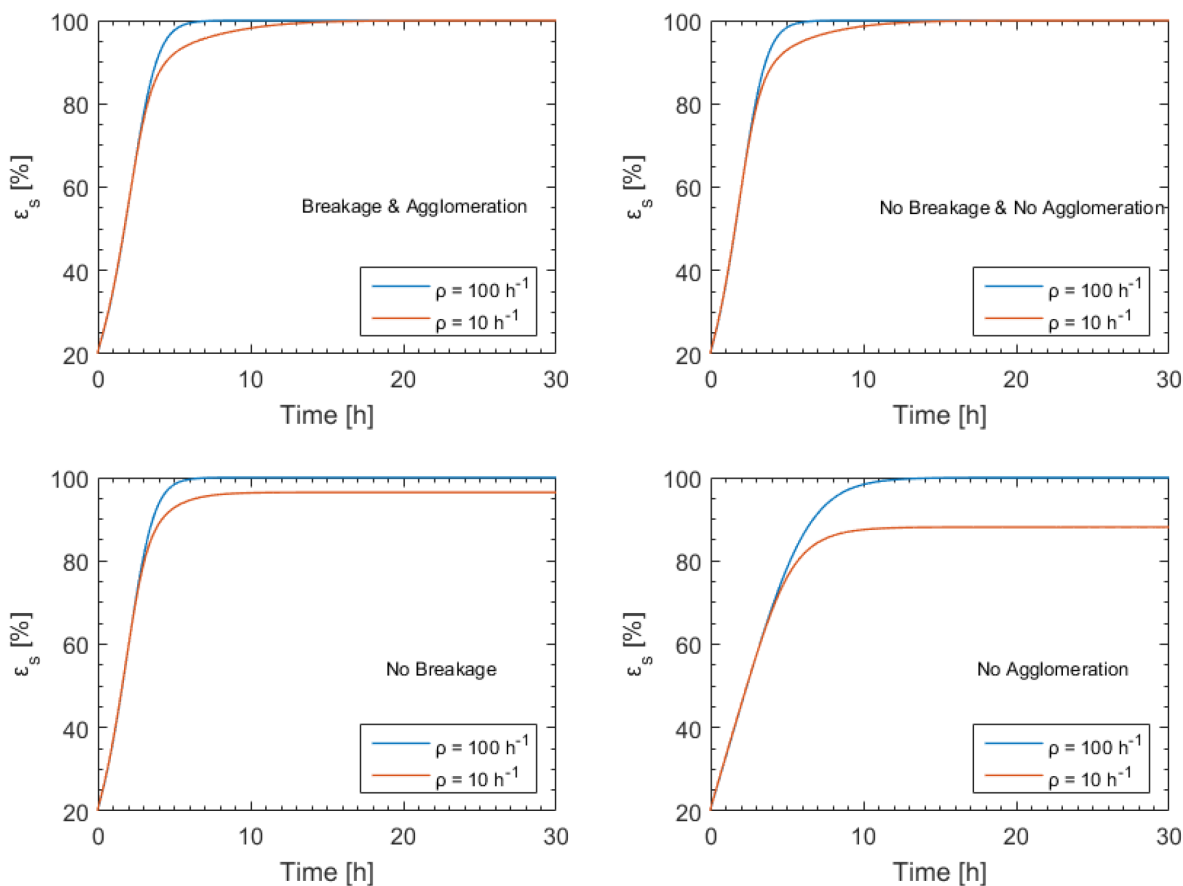 100
80
60
40
20
ε_s [%]
Breakage & Agglomeration
ρ = 100 h^-1
ρ = 10 h^-1
0 10 20 30
Time [h]
100
80
60
40
20
ε_s [%]
No Breakage & No Agglomeration
ρ = 100 h^-1
ρ = 10 h^-1
0 10 20 30
Time [h]
100
80
60
40
20
ε_s [%]
No Breakage
ρ = 100 h^-1
ρ = 10 h^-1
0 10 20 30
Time [h]
100
80
60
40
20
ε_s [%]
No Agglomeration
ρ = 100 h^-1
ρ = 10 h^-1
0 10 20 30
Time [h]